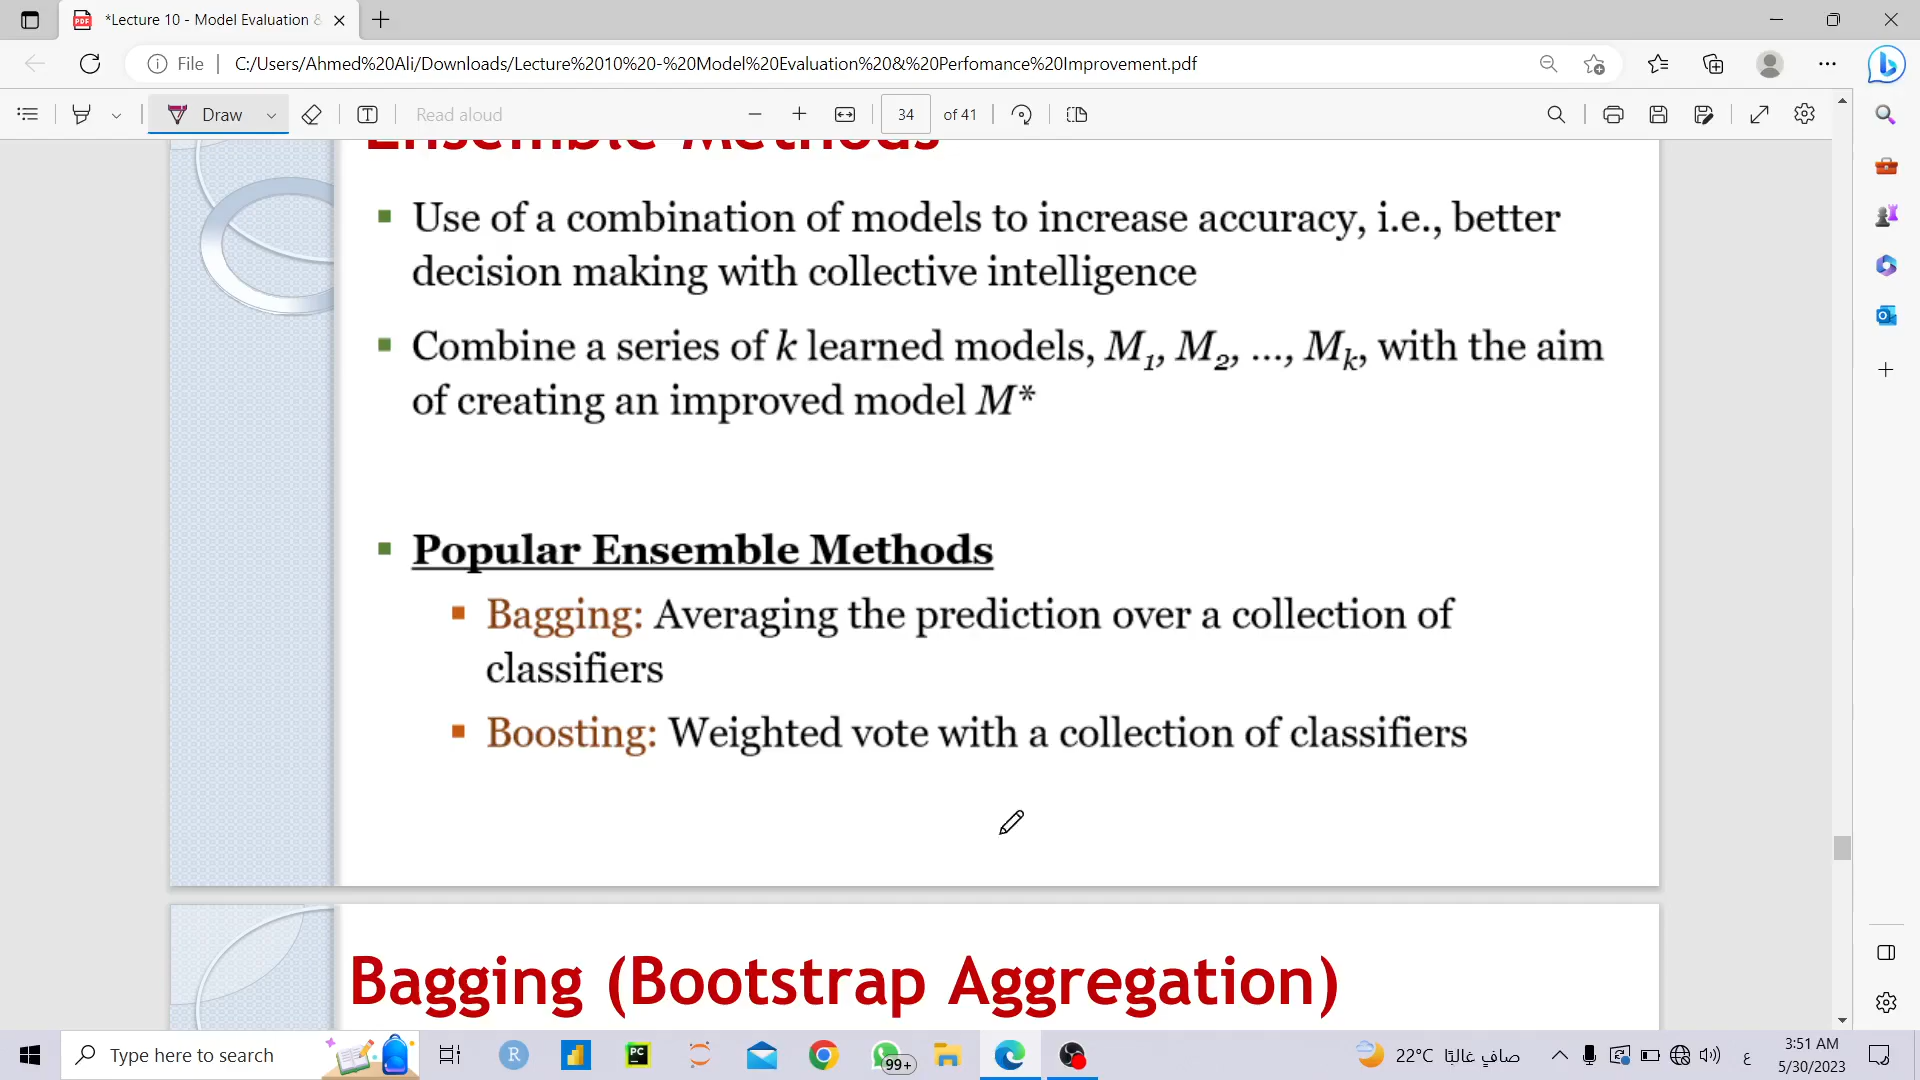 *Lecture 10 - Model Evaluation &
File
C:/Users/Ahmed%20Ali/Downloads/Lecture%2010%20-%20Model%20Evaluation%20&%20Perfomance%20Improvement.pdf
Draw
Read aloud
34
of 41
Ensemble Methods
Use of a combination of models to increase accuracy, i.e., better
decision making with collective intelligence
Combine a series of k learned models, M1, M2, ..., Mk, with the aim
of creating an improved model M*
Popular Ensemble Methods
Bagging: Averaging the prediction over a collection of
classifiers
Boosting: Weighted vote with a collection of classifiers
Bagging (Bootstrap Aggregation)
Type here to search
R
PC
99+
22°C صافٍ غالبًا
ع
3:51 AM
5/30/2023